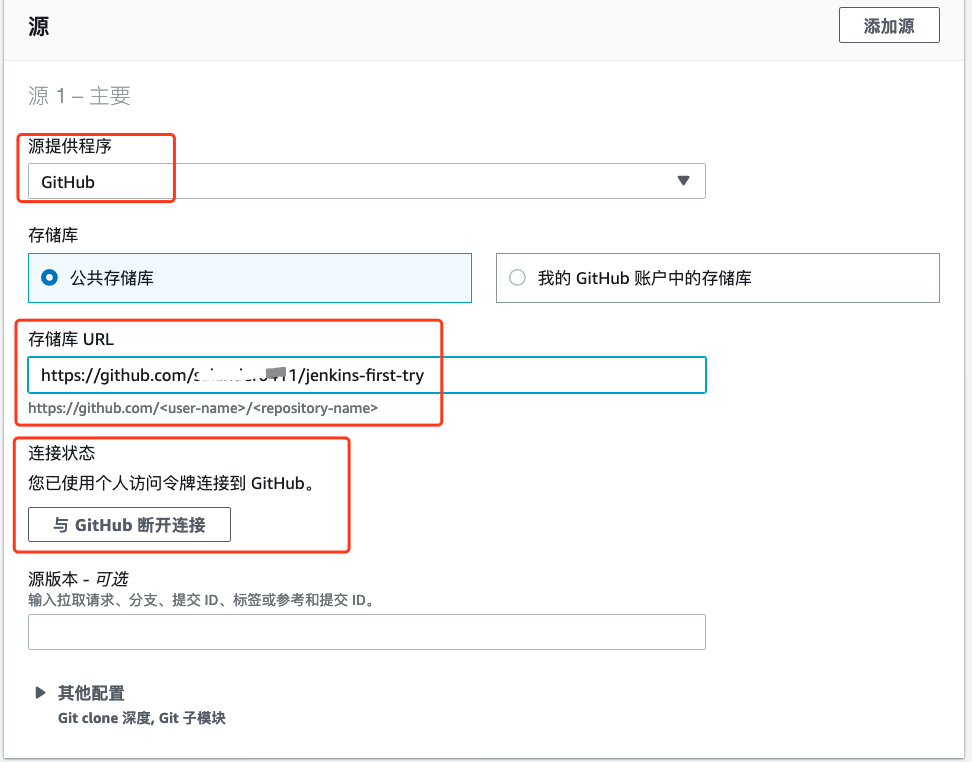 源
添加源
源 1 – 主要
源提供程序
GitHub
存储库
公共存储库
我的 GitHub 账户中的存储库
存储库 URL
https://github.com/ 1/jenkins-first-try
https://github.com/<user-name>/<repository-name>
连接状态
您已使用个人访问令牌连接到 GitHub。
与 GitHub 断开连接
源版本 - 可选
输入拉取请求、分支、提交 ID、标签或参考和提交 ID。
其他配置
Git clone 深度, Git 子模块